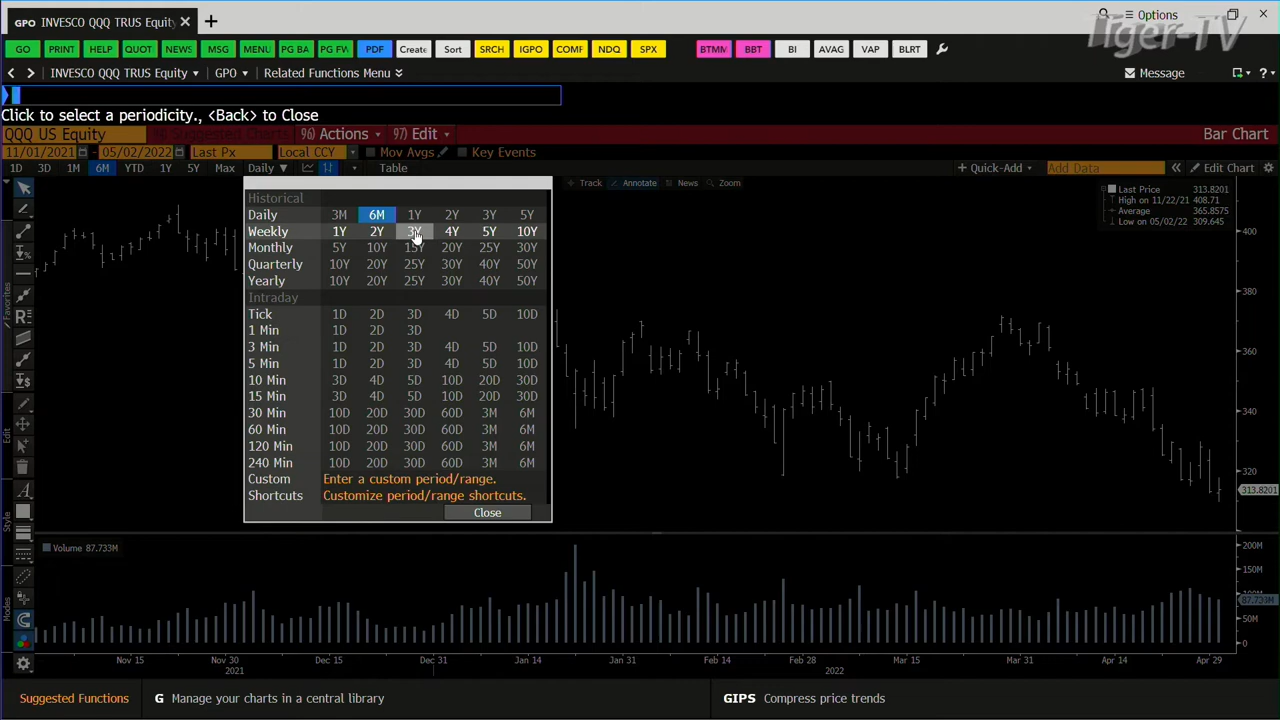 GPO INVESCO QQQ TRUS Equity × +
Options
Tiger-TV
GO PRINT HELP QUOT NEWS MSG MENU PG BA PG FW PDF Create Sort SRCH IGPO COMF NDQ SPX BTMM BBT BI AVAG VAP BLRT
INVESCO QQQ TRUS Equity GPO Related Functions Menu Message ?
Click to select a periodicity., <Back> to Close
QQQ US Equity 96) Suggested Charts 96) Actions 97) Edit Bar Chart
11/01/2021 - 05/02/2022 Last Px Local CCY Mov Avgs Key Events
1D 3D 1M 6M YTD 1Y 5Y Max Daily ▼ Table + Quick-Add Add Data « Edit Chart
Track Annotate News Zoom
Last Price 313.8201
High on 11/22/21 408.71
Average 365.8575
Low on 05/02/22 309.645
Historical
Daily 3M 6M 1Y 2Y 3Y 5Y
Weekly 1Y 2Y 3Y 4Y 5Y 10Y
Monthly 5Y 10Y 15Y 20Y 25Y 30Y
Quarterly 10Y 20Y 25Y 30Y 40Y 50Y
Yearly 10Y 20Y 25Y 30Y 40Y 50Y
Intraday
Tick 1D 2D 3D 4D 5D 10D
1 Min 1D 2D 3D
3 Min 1D 2D 3D 4D 5D 10D
5 Min 1D 2D 3D 4D 5D 10D
10 Min 3D 4D 5D 10D 20D 30D
15 Min 3D 4D 5D 10D 20D 30D
30 Min 10D 20D 30D 60D 3M 6M
60 Min 10D 20D 30D 60D 3M 6M
120 Min 10D 20D 30D 60D 3M 6M
240 Min 10D 20D 30D 60D 3M 6M
Custom Enter a custom period/range.
Shortcuts Customize period/range shortcuts.
Close
400
380
360
340
320
313.8201
Favorites
Edit
Style
Modes
Volume 87.733M
200M
150M
100M
87.733M
50M
0
Nov 15 Nov 30 Dec 15 Dec 31 Jan 14 Jan 31 Feb 14 Feb 28 Mar 15 Mar 31 Apr 14 Apr 29
2021 2022
Suggested Functions G Manage your charts in a central library GIPS Compress price trends